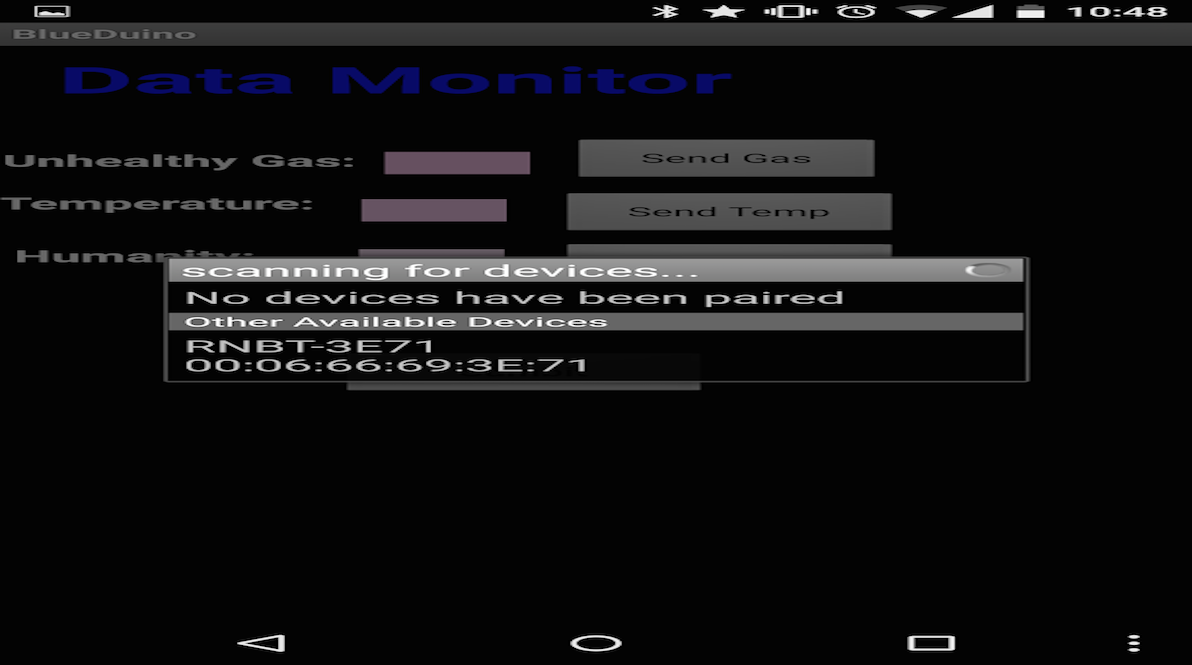 10:48
BlueDuino
Data Monitor
Unhealthy Gas:
Send Gas
Temperature:
Send Temp
Humanity:
scanning for devices...
No devices have been paired
Other Available Devices
RNBT-3E71
00:06:66:69:3E:71